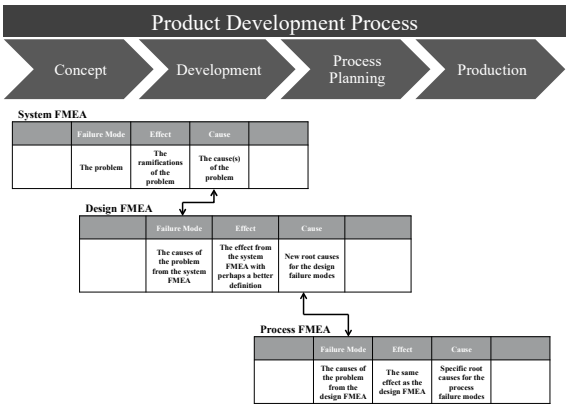 Product Development Process
Concept
Development
Process
Planning
Production
System FMEA
Failure Mode Effect Cause
The problem
The
ramifications
of the
problem
The cause(s)
of the
problem
Design FMEA
Failure Mode Effect Cause
The causes of
the problem
from the system
FMEA
The effect from
the system
FMEA with
perhaps a better
definition
New root causes
for the design
failure modes
Process FMEA
Failure Mode Effect Cause
The causes of
the problem
from the
design FMEA
The same
effect as the
design FMEA
Specific root
causes for the
process
failure modes